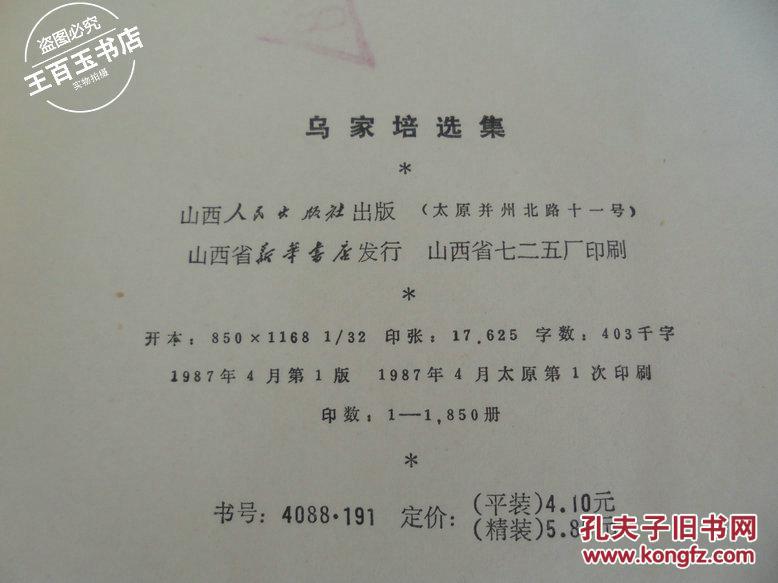 盗图必究
王百玉书店
实物拍摄
乌家培选集
*
山西人民出版社出版 (太原并州北路十一号)
山西省新华书店发行 山西省七二五厂印刷
*
开本：850×1168 1/32 印张：17.625 字数：403千字
1987年4月第1版 1987年4月太原第1次印刷
印数：1—1,850册
*
书号：4088·191 定价：(平装)4.10元
(精装)5.8
孔夫子旧书网
www.kongfz.com